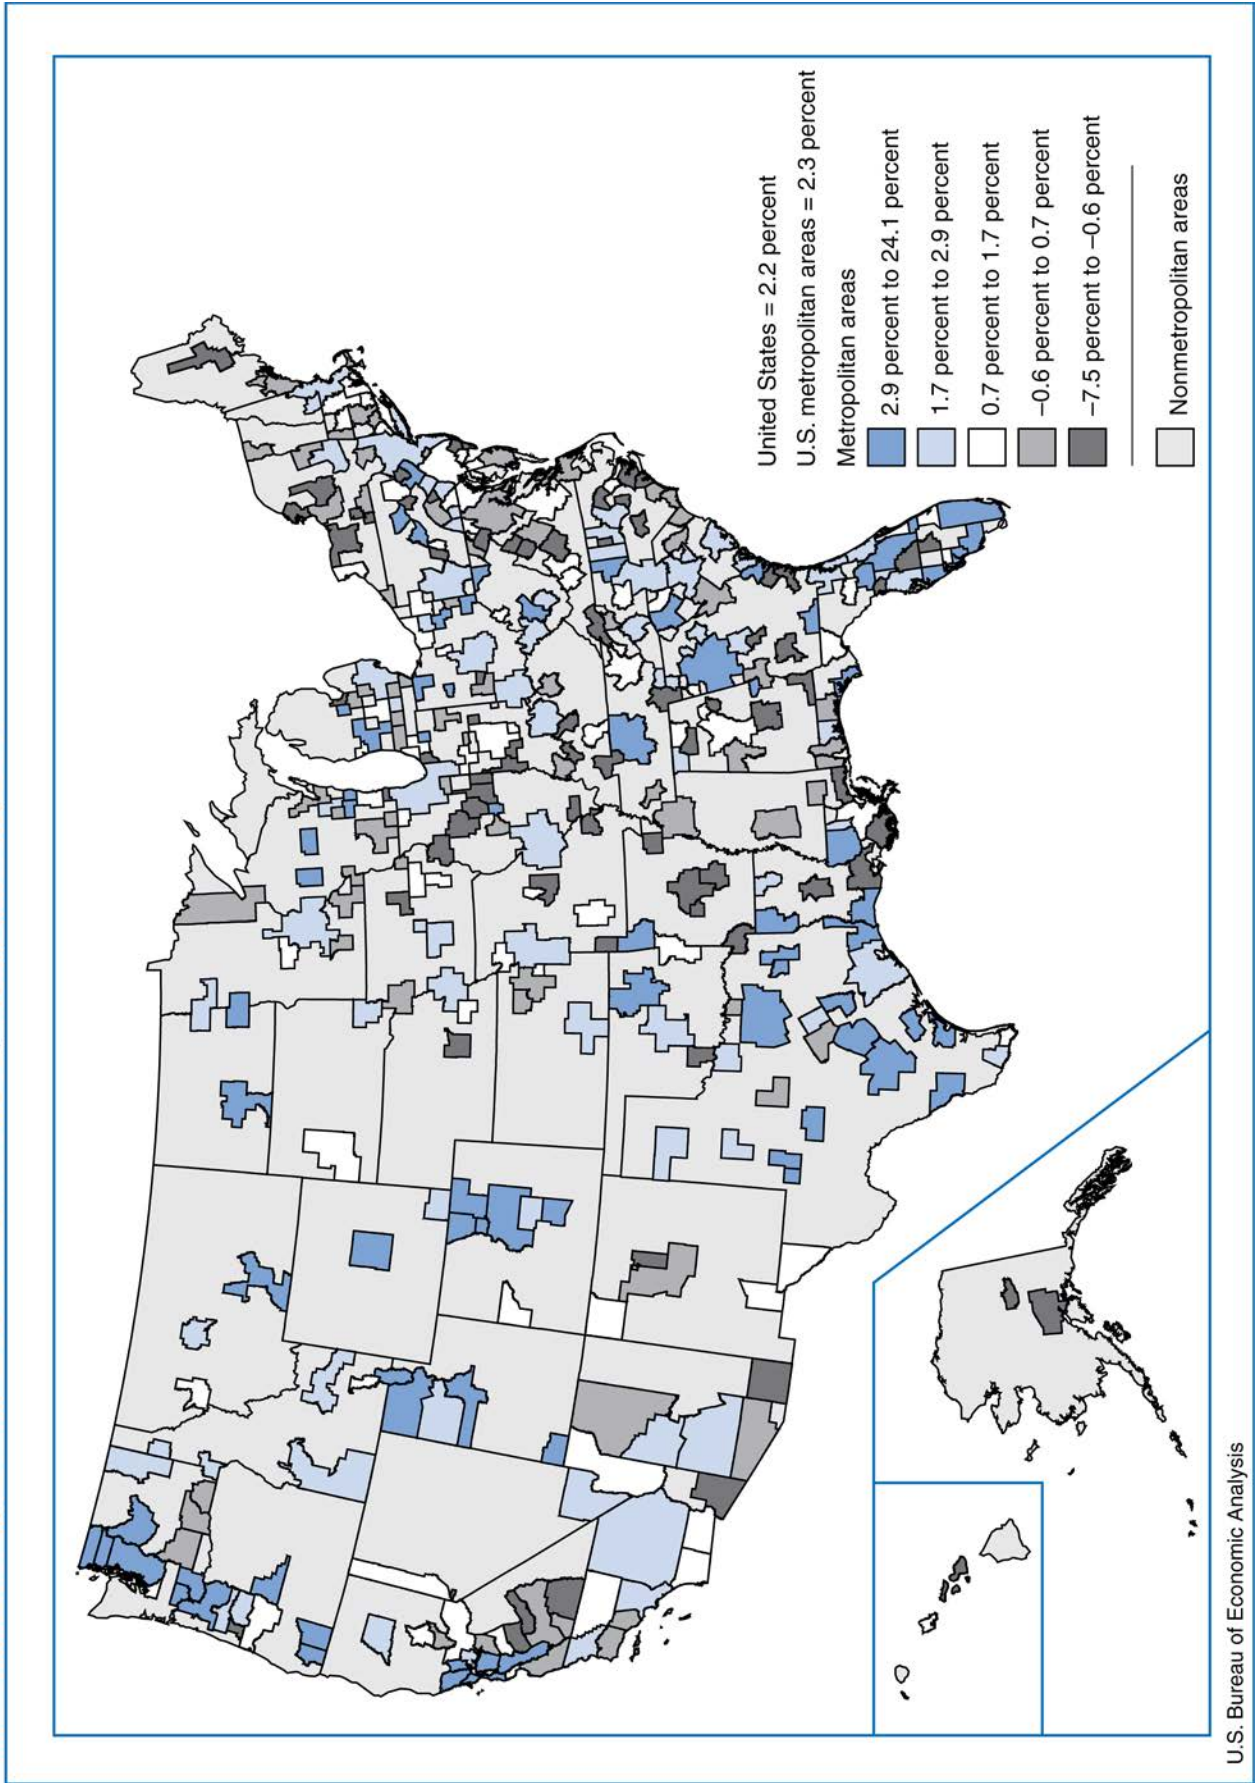 United States = 2.2 percent
U.S. metropolitan areas = 2.3 percent
Metropolitan areas
2.9 percent to 24.1 percent
1.7 percent to 2.9 percent
0.7 percent to 1.7 percent
–0.6 percent to 0.7 percent
–7.5 percent to –0.6 percent
Nonmetropolitan areas
U.S. Bureau of Economic Analysis